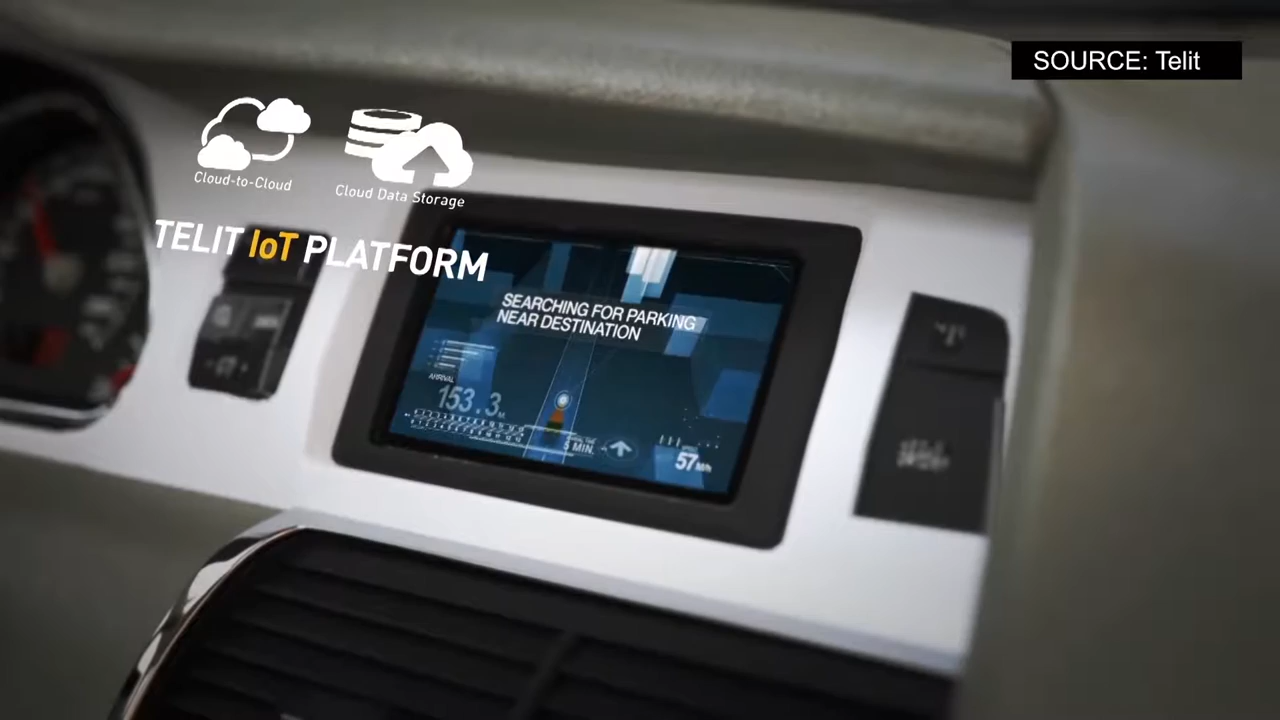 SOURCE: Telit
Cloud-to-Cloud
Cloud Data Storage
TELIT IoT PLATFORM
SEARCHING FOR PARKING
NEAR DESTINATION
ARRIVAL
153.3
5 MIN.
57